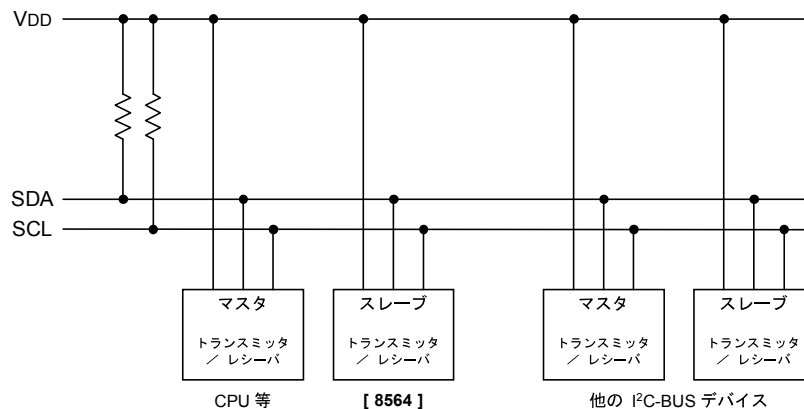 VDD
SDA
SCL
マスタ
トランスミッタ
／ レシーバ
スレーブ
トランスミッタ
／ レシーバ
マスタ
トランスミッタ
／ レシーバ
スレーブ
トランスミッタ
／ レシーバ
CPU 等
[ 8564 ]
他の I²C-BUS デバイス